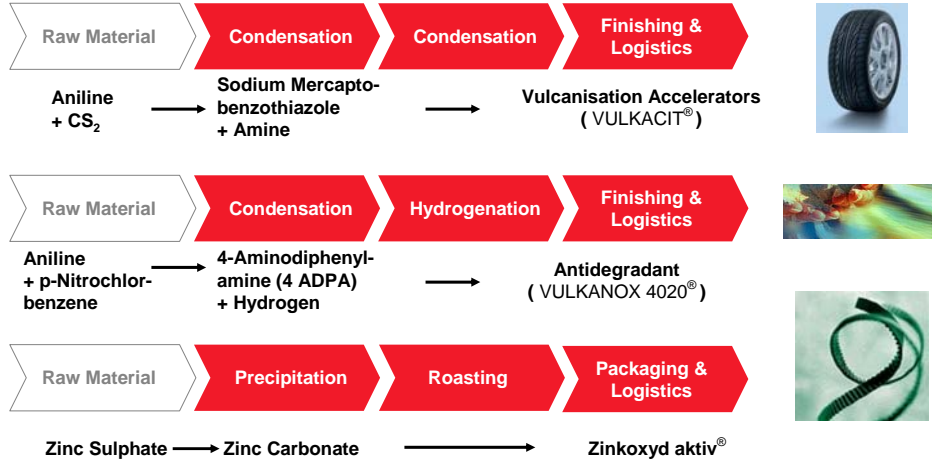 Raw Material
Condensation
Condensation
Finishing &
Logistics
Aniline
+ CS₂
Sodium Mercapto-
benzothiazole
+ Amine
Vulcanisation Accelerators
( VULKACIT® )
Raw Material
Condensation
Hydrogenation
Finishing &
Logistics
Aniline
+ p-Nitrochlor-
benzene
4-Aminodiphenyl-
amine (4 ADPA)
+ Hydrogen
Antidegradant
( VULKANOX 4020® )
Raw Material
Precipitation
Roasting
Packaging &
Logistics
Zinc Sulphate
Zinc Carbonate
Zinkoxyd aktiv®